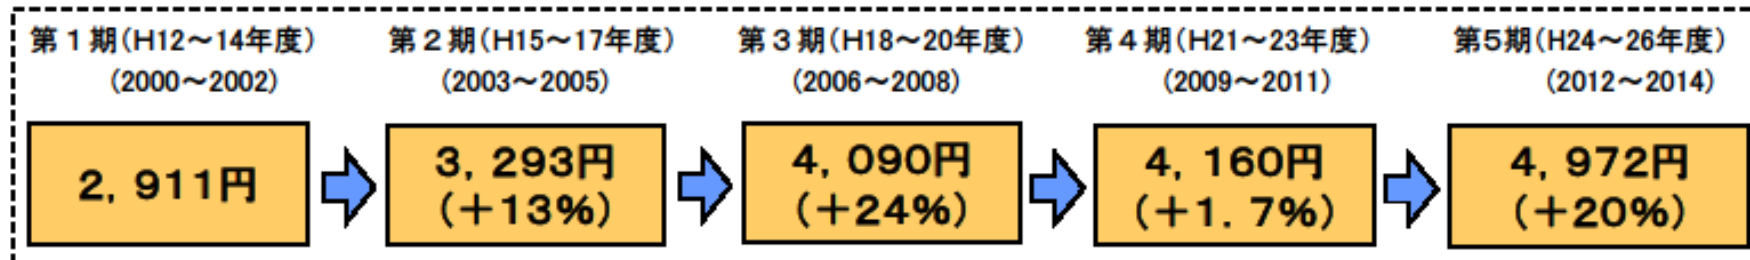 第１期(H12～14年度)
(2000～2002)
2，911円
第２期(H15～17年度)
(2003～2005)
3，293円
(＋13%)
第３期(H18～20年度)
(2006～2008)
4，090円
(＋24%)
第４期(H21～23年度)
(2009～2011)
4，160円
(＋1．7%)
第5期(H24～26年度)
(2012～2014)
4，972円
(＋20%)